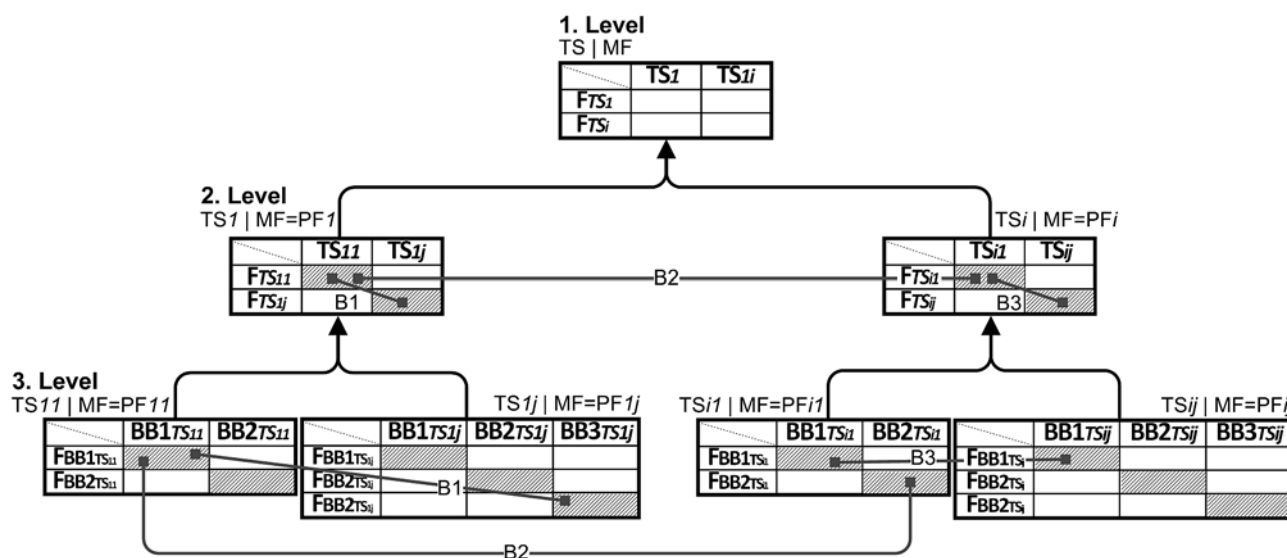 1. Level
TS | MF
TS1 TS1i
FTS1
FTSi
2. Level
TS1 | MF=PF1
TSi | MF=PFi
TS11 TS1j
TSi1 TSij
FTS11
B2
FTSi1
FTS1j B1
FTSij B3
3. Level
TS11 | MF=PF11
TS1j | MF=PF1j
TSi1 | MF=PFi1
TSij | MF=PFij
BB1TS11 BB2TS11
BB1TS1j BB2TS1j BB3TS1j
BB1TSi1 BB2TSi1
BB1TSij BB2TSij BB3TSij
FBB1TS11
FBB1TS1j
FBB1TSi1
B3
FBB2TS11
FBB2TS1j
B1
FBB2TSi1
FBB2TS1j
B2